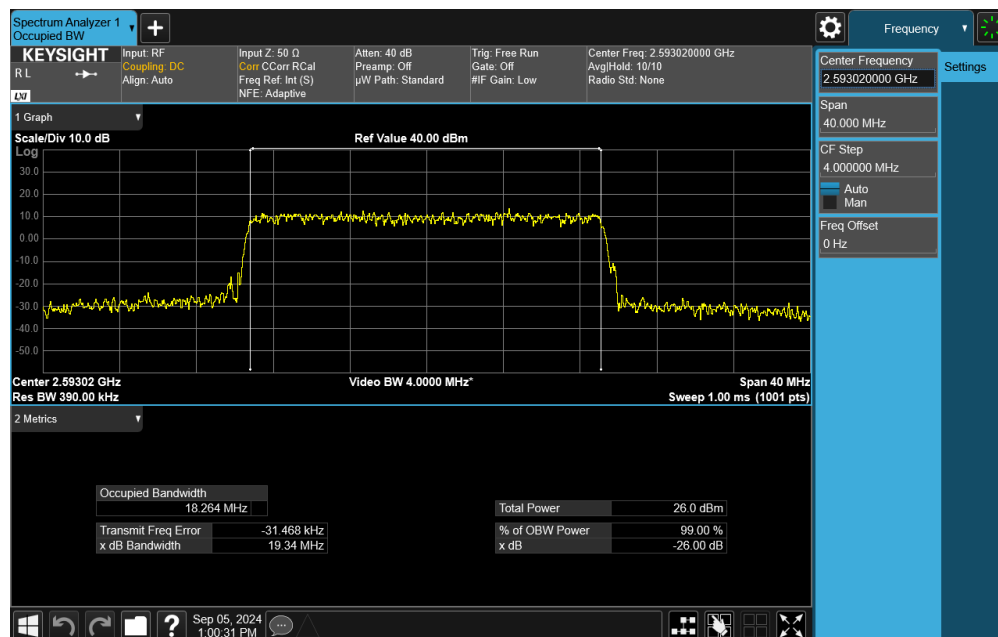 Spectrum Analyzer 1
Occupied BW
+
Frequency
KEYSIGHT
R L
LXI
Input: RF
Coupling: DC
Align: Auto
Input Z: 50 Ω
Corr CCorr RCal
Freq Ref: Int (S)
NFE: Adaptive
Atten: 40 dB
Preamp: Off
µW Path: Standard
Trig: Free Run
Gate: Off
#IF Gain: Low
Center Freq: 2.593020000 GHz
Avg|Hold: 10/10
Radio Std: None
Center Frequency
2.593020000 GHz
Settings
Span
40.000 MHz
CF Step
4.000000 MHz
Auto
Man
Freq Offset
0 Hz
1 Graph
Scale/Div 10.0 dB
Ref Value 40.00 dBm
Log
30.0
20.0
10.0
0.00
-10.0
-20.0
-30.0
-40.0
-50.0
Center 2.59302 GHz
Video BW 4.0000 MHz*
Span 40 MHz
Res BW 390.00 kHz
Sweep 1.00 ms (1001 pts)
2 Metrics
Occupied Bandwidth
18.264 MHz
Total Power 26.0 dBm
Transmit Freq Error -31.468 kHz
% of OBW Power 99.00 %
x dB Bandwidth 19.34 MHz
x dB -26.00 dB
?
Sep 05, 2024
1:00:31 PM